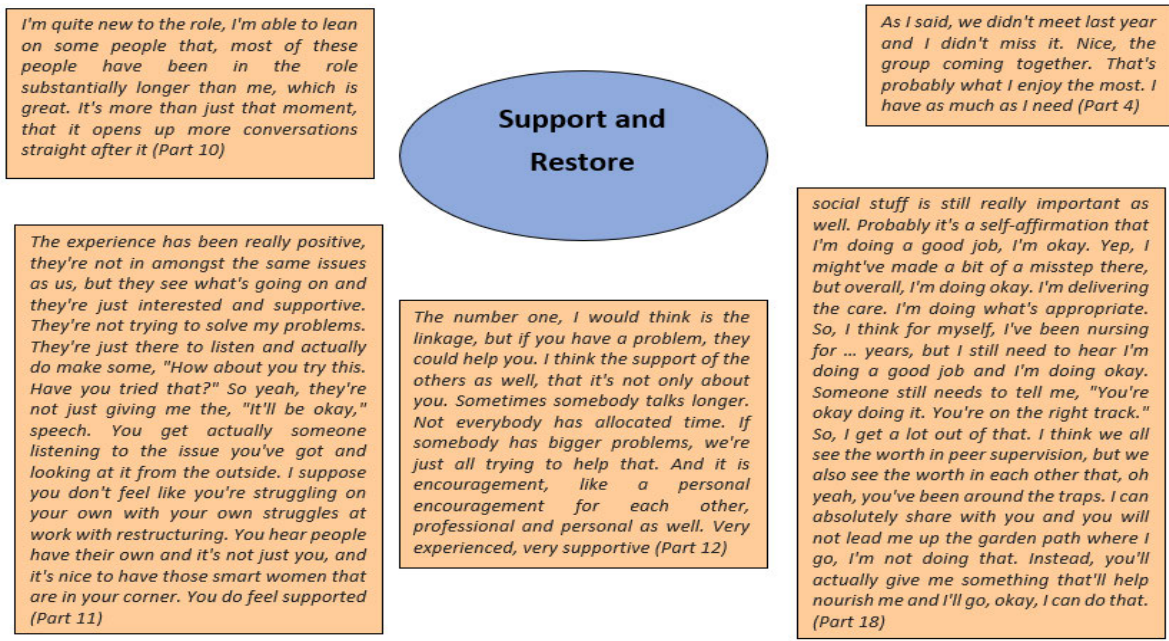 I'm quite new to the role, I'm able to lean
on some people that, most of these
people have been in the role
substantially longer than me, which is
great. It's more than just that moment,
that it opens up more conversations
straight after it (Part 10)
Support and
Restore
As I said, we didn't meet last year
and I didn't miss it. Nice, the
group coming together. That's
probably what I enjoy the most. I
have as much as I need (Part 4)
The experience has been really positive,
they're not in amongst the same issues
as us, but they see what's going on and
they're just interested and supportive.
They're not trying to solve my problems.
They're just there to listen and actually
do make some, "How about you try this.
Have you tried that?" So yeah, they're
not just giving me the, "It'll be okay,"
speech. You get actually someone
listening to the issue you've got and
looking at it from the outside. I suppose
you don't feel like you're struggling on
your own with your own struggles at
work with restructuring. You hear people
have their own and it's not just you, and
it's nice to have those smart women that
are in your corner. You do feel supported
(Part 11)
The number one, I would think is the
linkage, but if you have a problem, they
could help you. I think the support of the
others as well, that it's not only about
you. Sometimes somebody talks longer.
Not everybody has allocated time. If
somebody has bigger problems, we're
just all trying to help that. And it is
encouragement, like a personal
encouragement for each other,
professional and personal as well. Very
experienced, very supportive (Part 12)
social stuff is still really important as
well. Probably it's a self-affirmation that
I'm doing a good job, I'm okay. Yep, I
might've made a bit of a misstep there,
but overall, I'm doing okay. I'm delivering
the care. I'm doing what's appropriate.
So, I think for myself, I've been nursing
for ... years, but I still need to hear I'm
doing a good job and I'm doing okay.
Someone still needs to tell me, "You're
okay doing it. You're on the right track."
So, I get a lot out of that. I think we all
see the worth in peer supervision, but we
also see the worth in each other that, oh
yeah, you've been around the traps. I can
absolutely share with you and you will
not lead me up the garden path where I
go, I'm not doing that. Instead, you'll
actually give me something that'll help
nourish me and I'll go, okay, I can do that.
(Part 18)